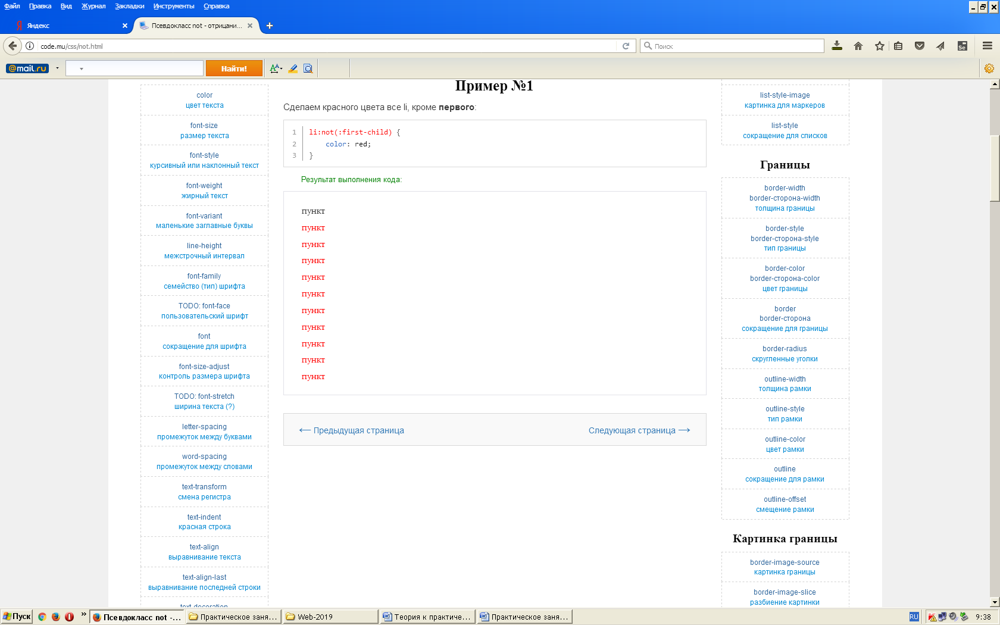 Файл Правка Вид Журнал Закладки Инструменты Справка
Яндекс
Псевдокласс not - отрицани...
code.mu/css/not.html
Поиск
Se
@mail.ru
Найти!
color
цвет текста
font-size
размер текста
font-style
курсивный или наклонный текст
font-weight
жирный текст
font-variant
маленькие заглавные буквы
line-height
межстрочный интервал
font-family
семейство (тип) шрифта
TODO: font-face
пользовательский шрифт
font
сокращение для шрифта
font-size-adjust
контроль размера шрифта
TODO: font-stretch
ширина текста (?)
letter-spacing
промежуток между буквами
word-spacing
промежуток между словами
text-transform
смена регистра
text-indent
красная строка
text-align
выравнивание текста
text-align-last
выравнивание последней строки
text-decoration
Пример №1
Сделаем красного цвета все li, кроме первого:
1 li:not(:first-child) {
2 color: red;
3 }
Результат выполнения кода:
пункт
пункт
пункт
пункт
пункт
пункт
пункт
пункт
пункт
пункт
пункт
← Предыдущая страница
Следующая страница →
list-style-image
картинка для маркеров
list-style
сокращение для списков
Границы
border-width
border-сторона-width
толщина границы
border-style
border-сторона-style
тип границы
border-color
border-сторона-color
цвет границы
border
border-сторона
сокращение для границы
border-radius
скругленные уголки
outline-width
толщина рамки
outline-style
тип рамки
outline-color
цвет рамки
outline
сокращение для рамки
outline-offset
смещение рамки
Картинка границы
border-image-source
картинка границы
border-image-slice
разбиение картинки
Пуск
Псевдокласс not -...
Практическое заня...
Web-2019
Теория к практиче...
Практическое заня...
RU
9:38